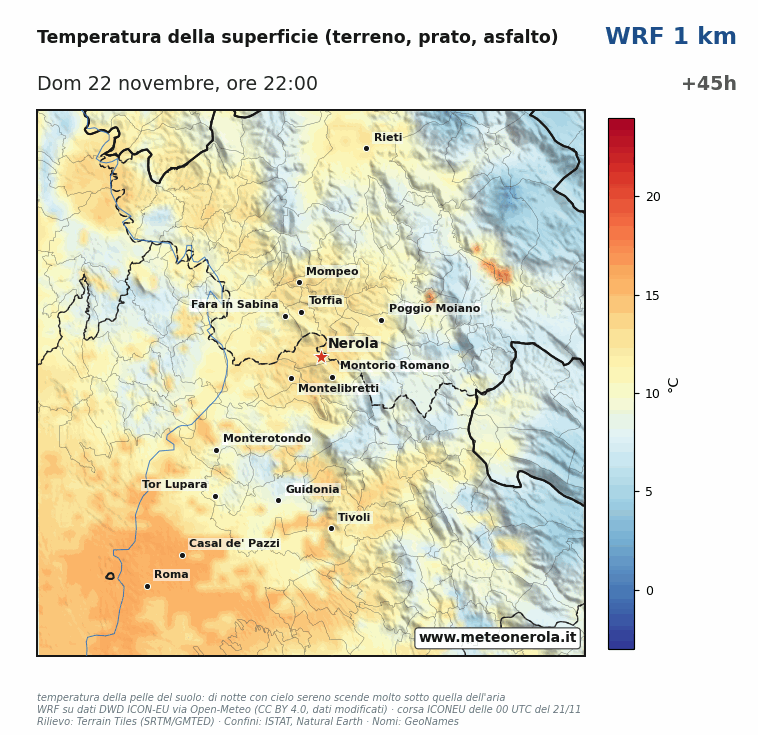 Temperatura della superficie (terreno, prato, asfalto)
WRF 1 km
Dom 22 novembre, ore 22:00
+45h
Rieti
20
Mompeo
Toffia
Fara in Sabina
Poggio Moiano
15
Nerola
Montorio Romano
Montelibretti
10
°C
Monterotondo
Tor Lupara
Guidonia
5
Tivoli
Casal de' Pazzi
Roma
0
www.meteonerola.it
temperatura della pelle del suolo: di notte con cielo sereno scende molto sotto quella dell'aria
WRF su dati DWD ICON-EU via Open-Meteo (CC BY 4.0, dati modificati) · corsa ICONEU delle 00 UTC del 21/11
Rilievo: Terrain Tiles (SRTM/GMTED) · Confini: ISTAT, Natural Earth · Nomi: GeoNames